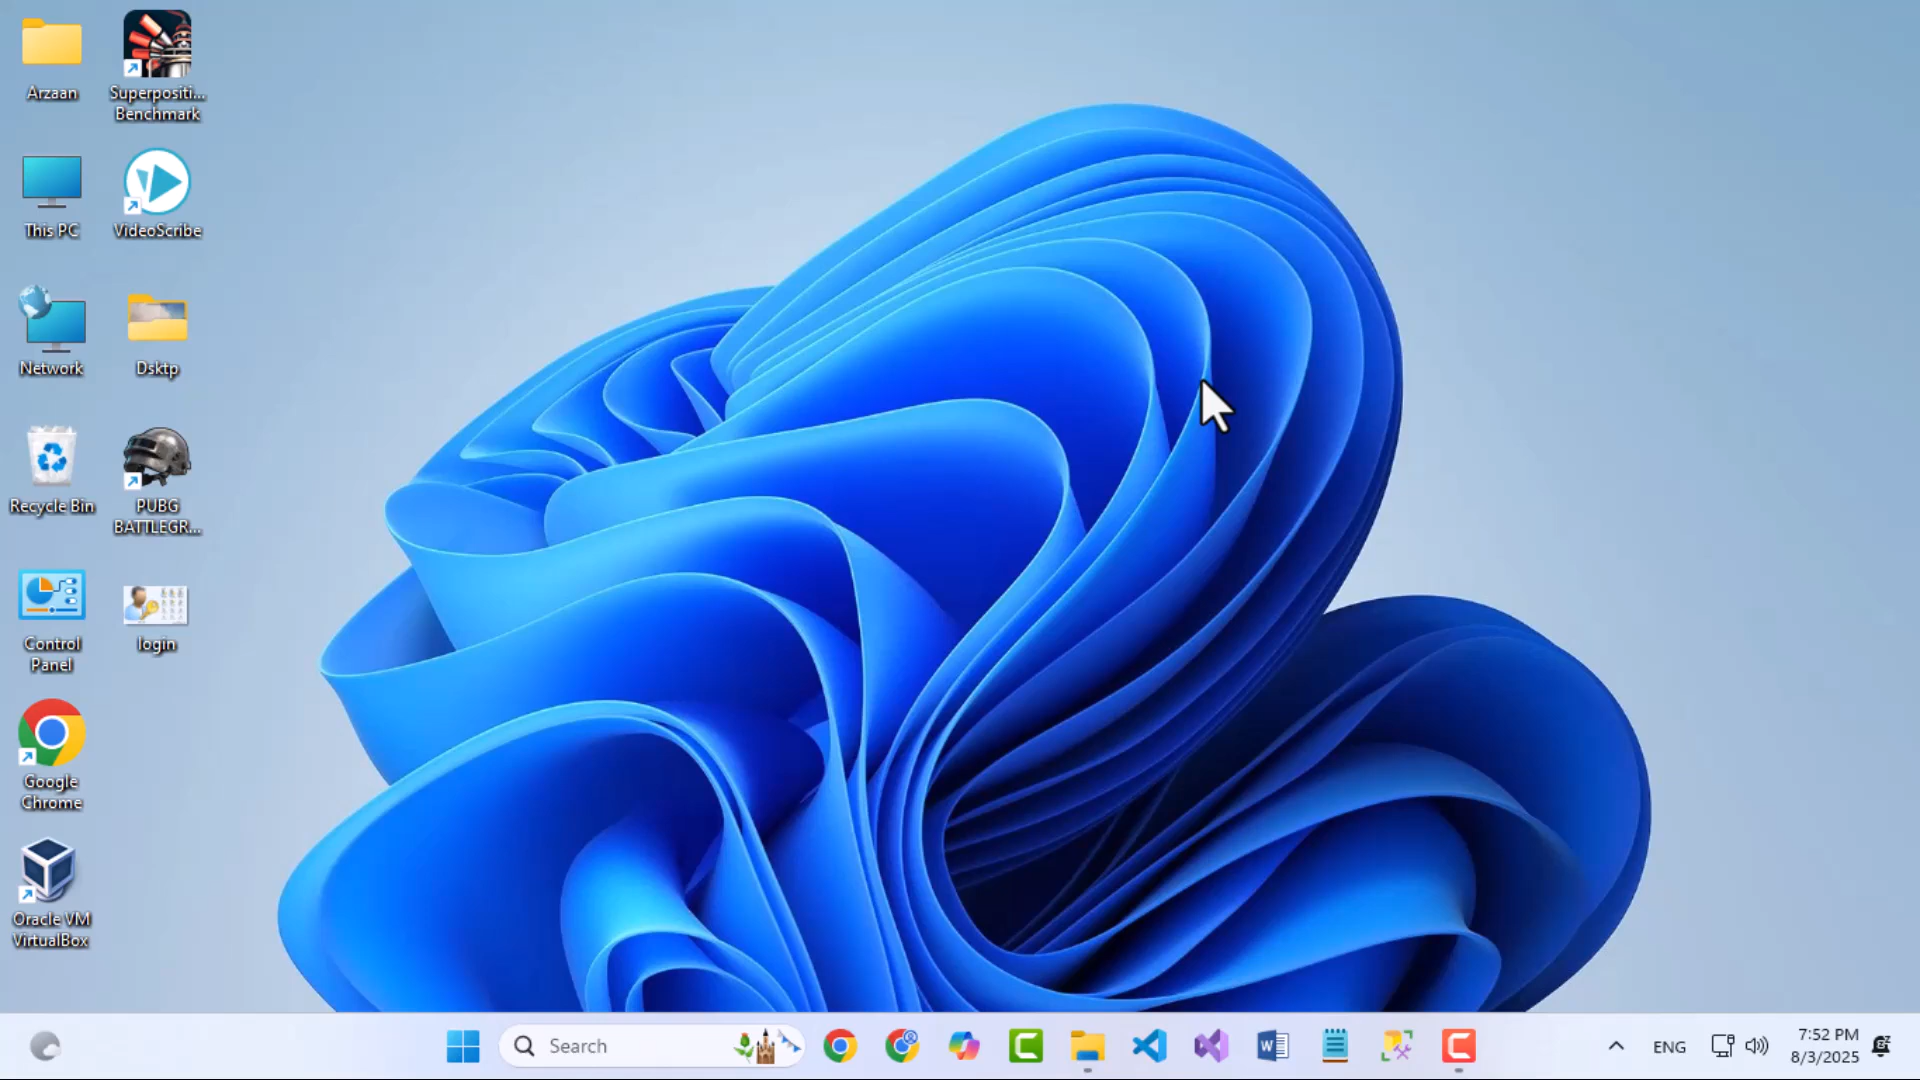 Arzaan
Superpositi...
Benchmark
This PC
VideoScribe
Network
Dsktp
Recycle Bin
PUBG
BATTLEGR...
Control
Panel
login
Google
Chrome
Oracle VM
VirtualBox
Search
ENG
7:52 PM
8/3/2025